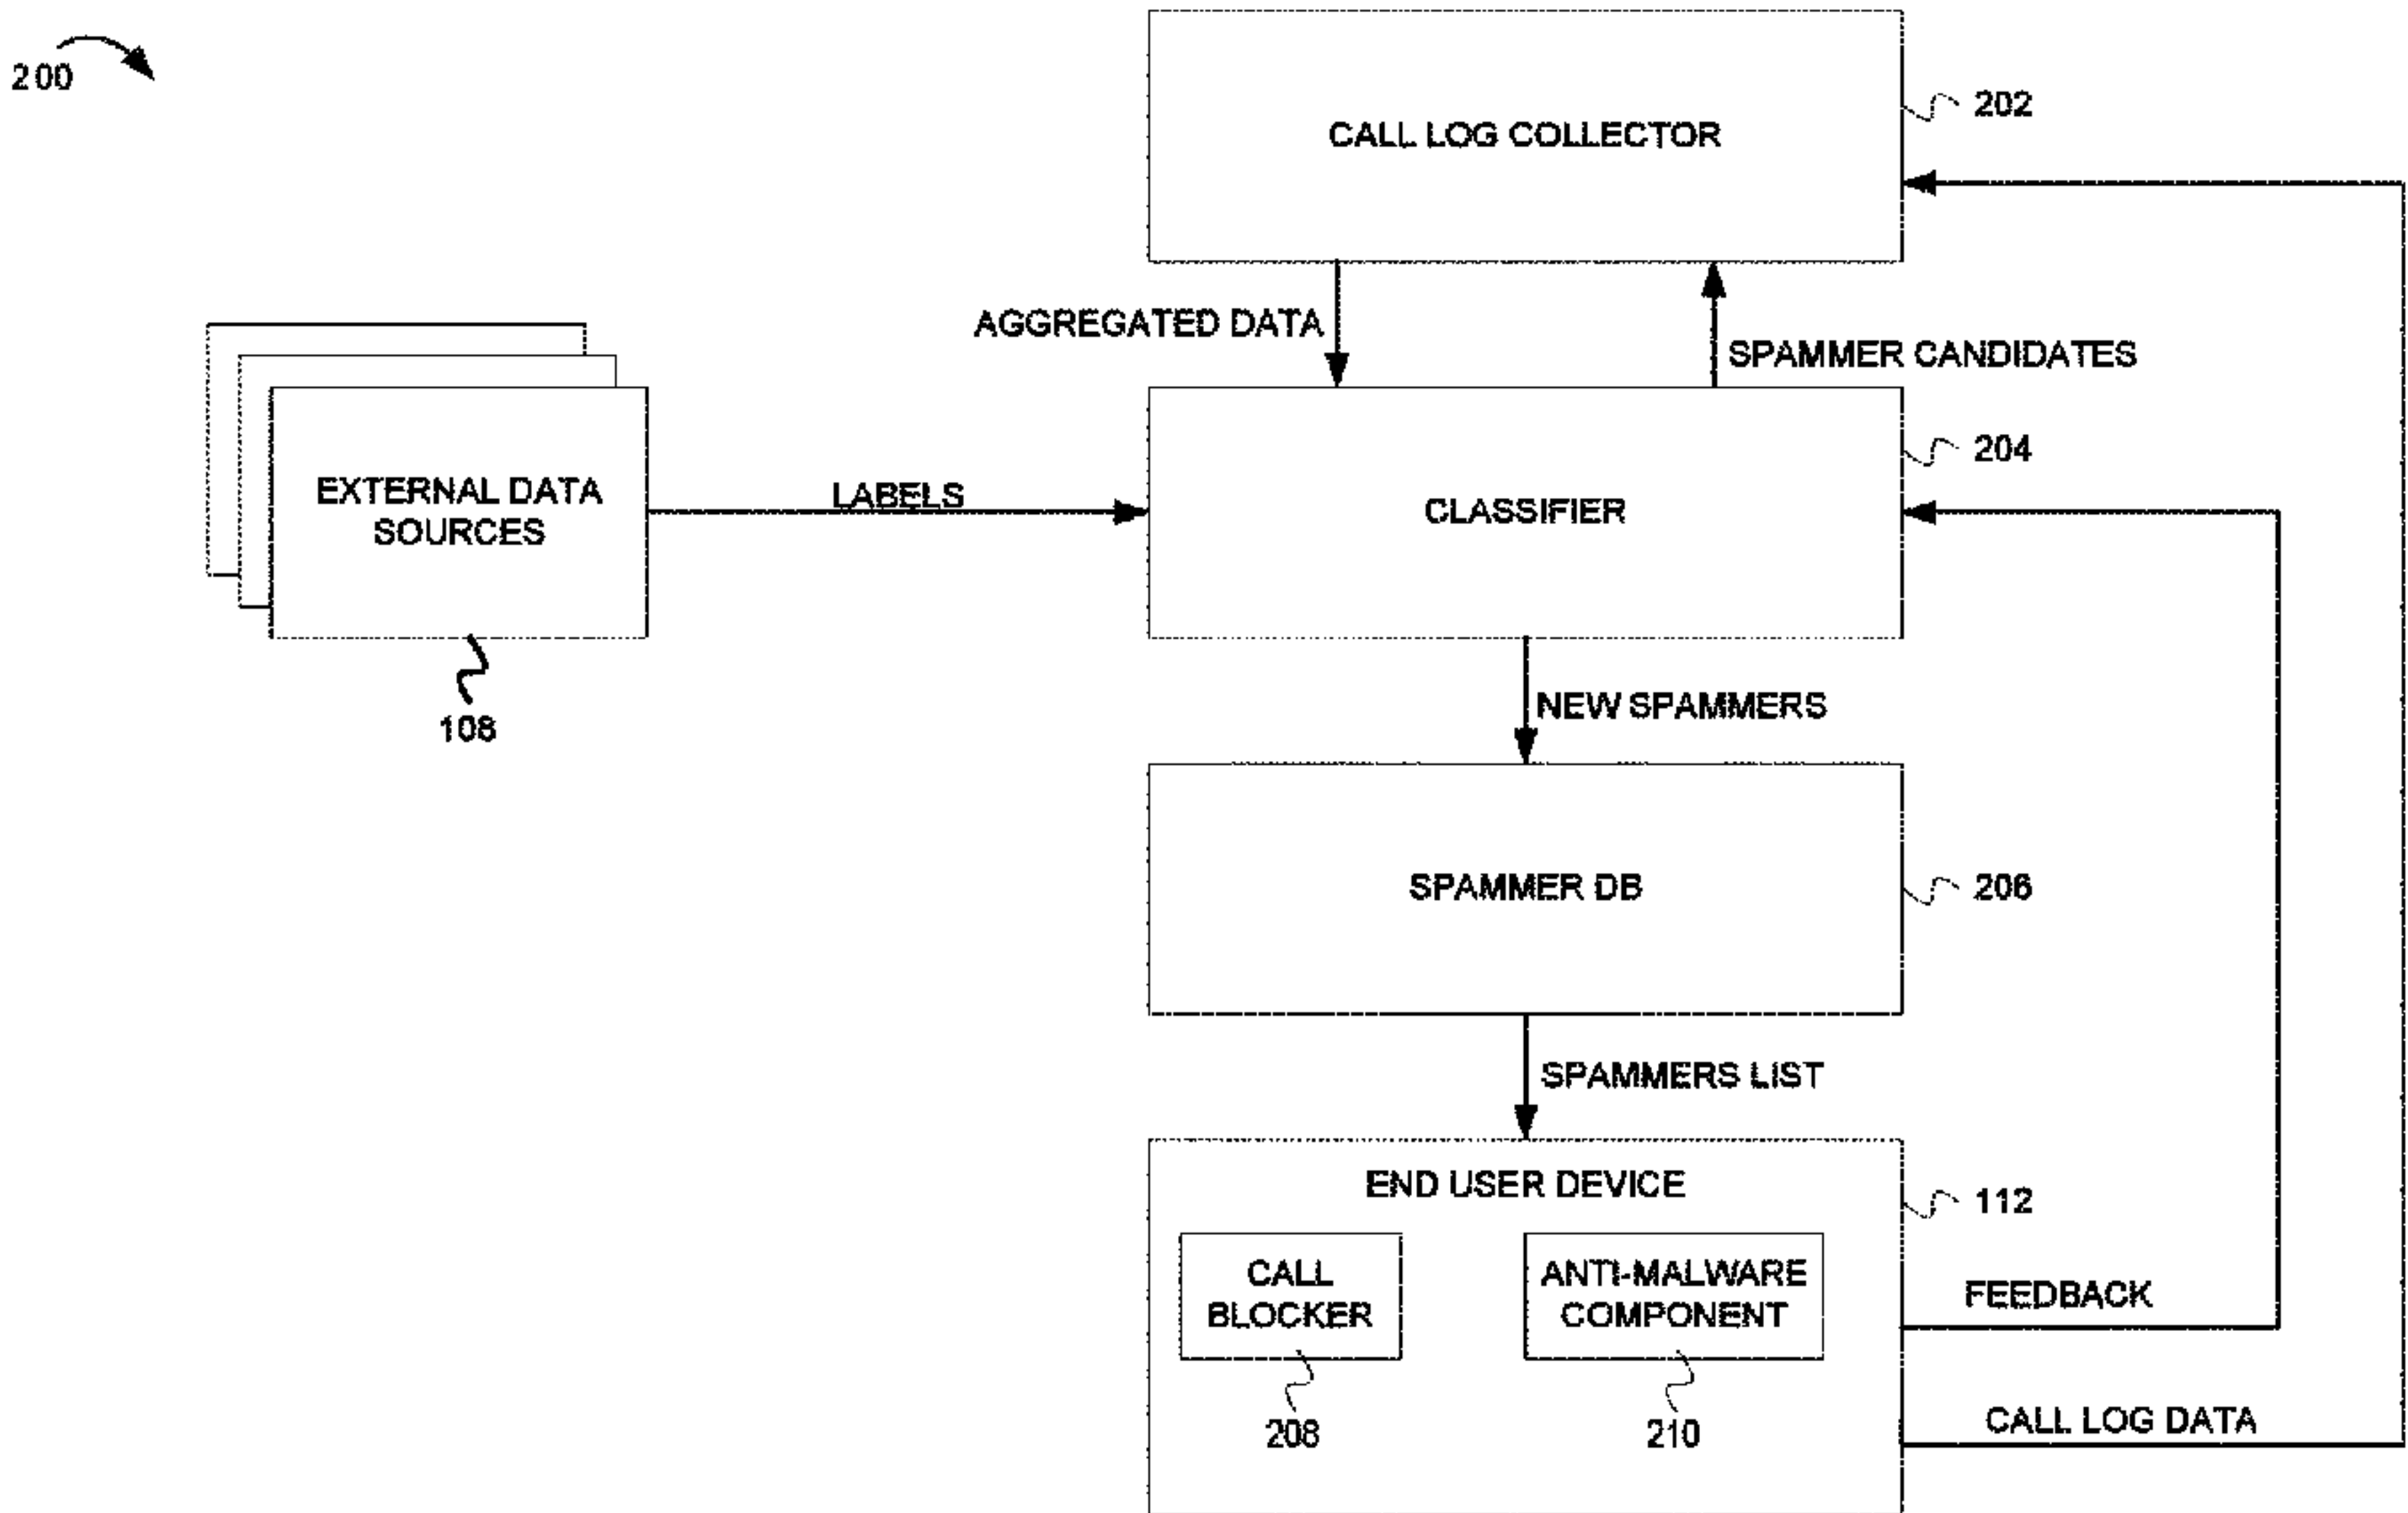 200
CALL LOG COLLECTOR
202
AGGREGATED DATA
SPAMMER CANDIDATES
EXTERNAL DATA
SOURCES
108
LABELS
CLASSIFIER
204
NEW SPAMMERS
SPAMMER DB
206
SPAMMERS LIST
END USER DEVICE
112
CALL
BLOCKER
208
ANTI-MALWARE
COMPONENT
210
FEEDBACK
CALL LOG DATA